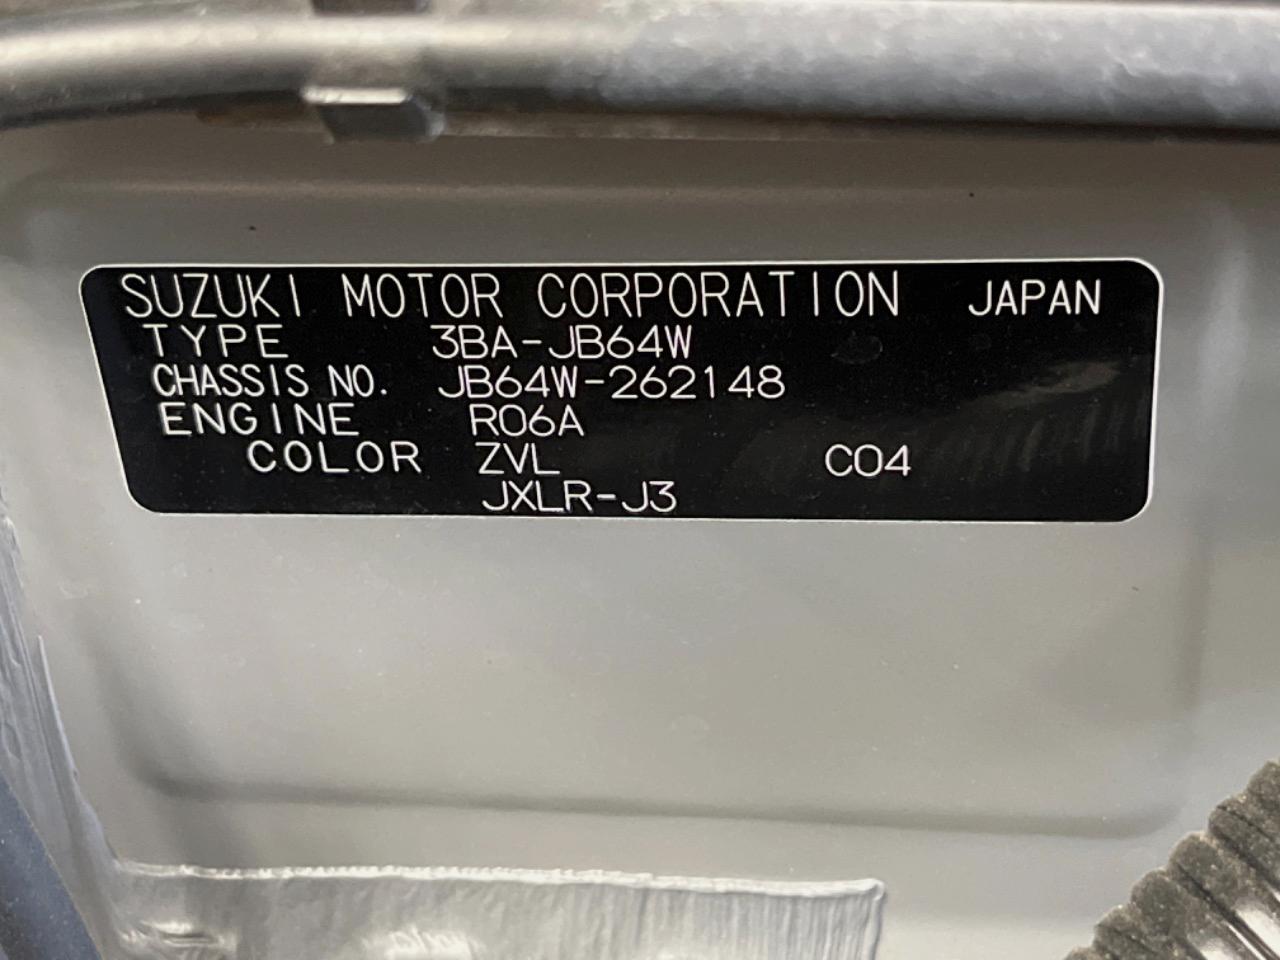 SUZUKI MOTOR CORPORATION JAPAN
TYPE 3BA-JB64W
CHASSIS NO. JB64W-262148
ENGINE R06A
COLOR ZVL C04
JXLR-J3